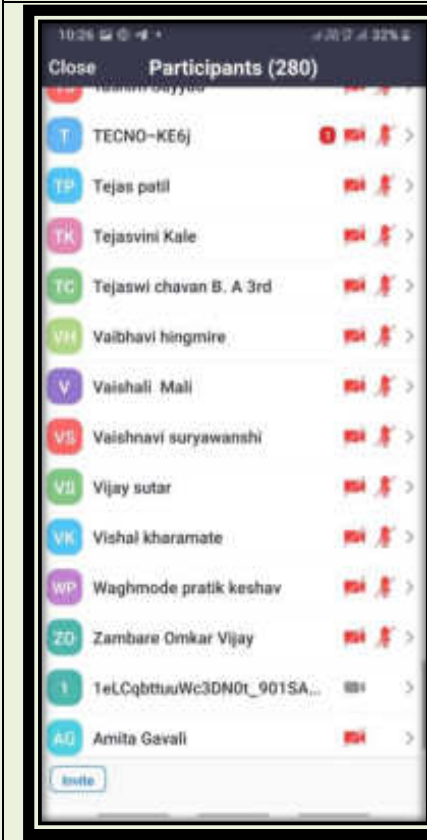 10:26 32%
Close Participants (280)
T TECNO-KE6j 1
TP Tejas patil
TK Tejasvini Kale
TC Tejaswi chavan B. A 3rd
VH Vaibhavi hingmire
V Vaishali Mali
VS Vaishnavi suryawanshi
VS Vijay sutar
VK Vishal kharamate
WP Waghmode pratik keshav
ZO Zambare Omkar Vijay
1 1eLCqbttuuWc3DN0t_901SA...
AG Amita Gavali
Invite